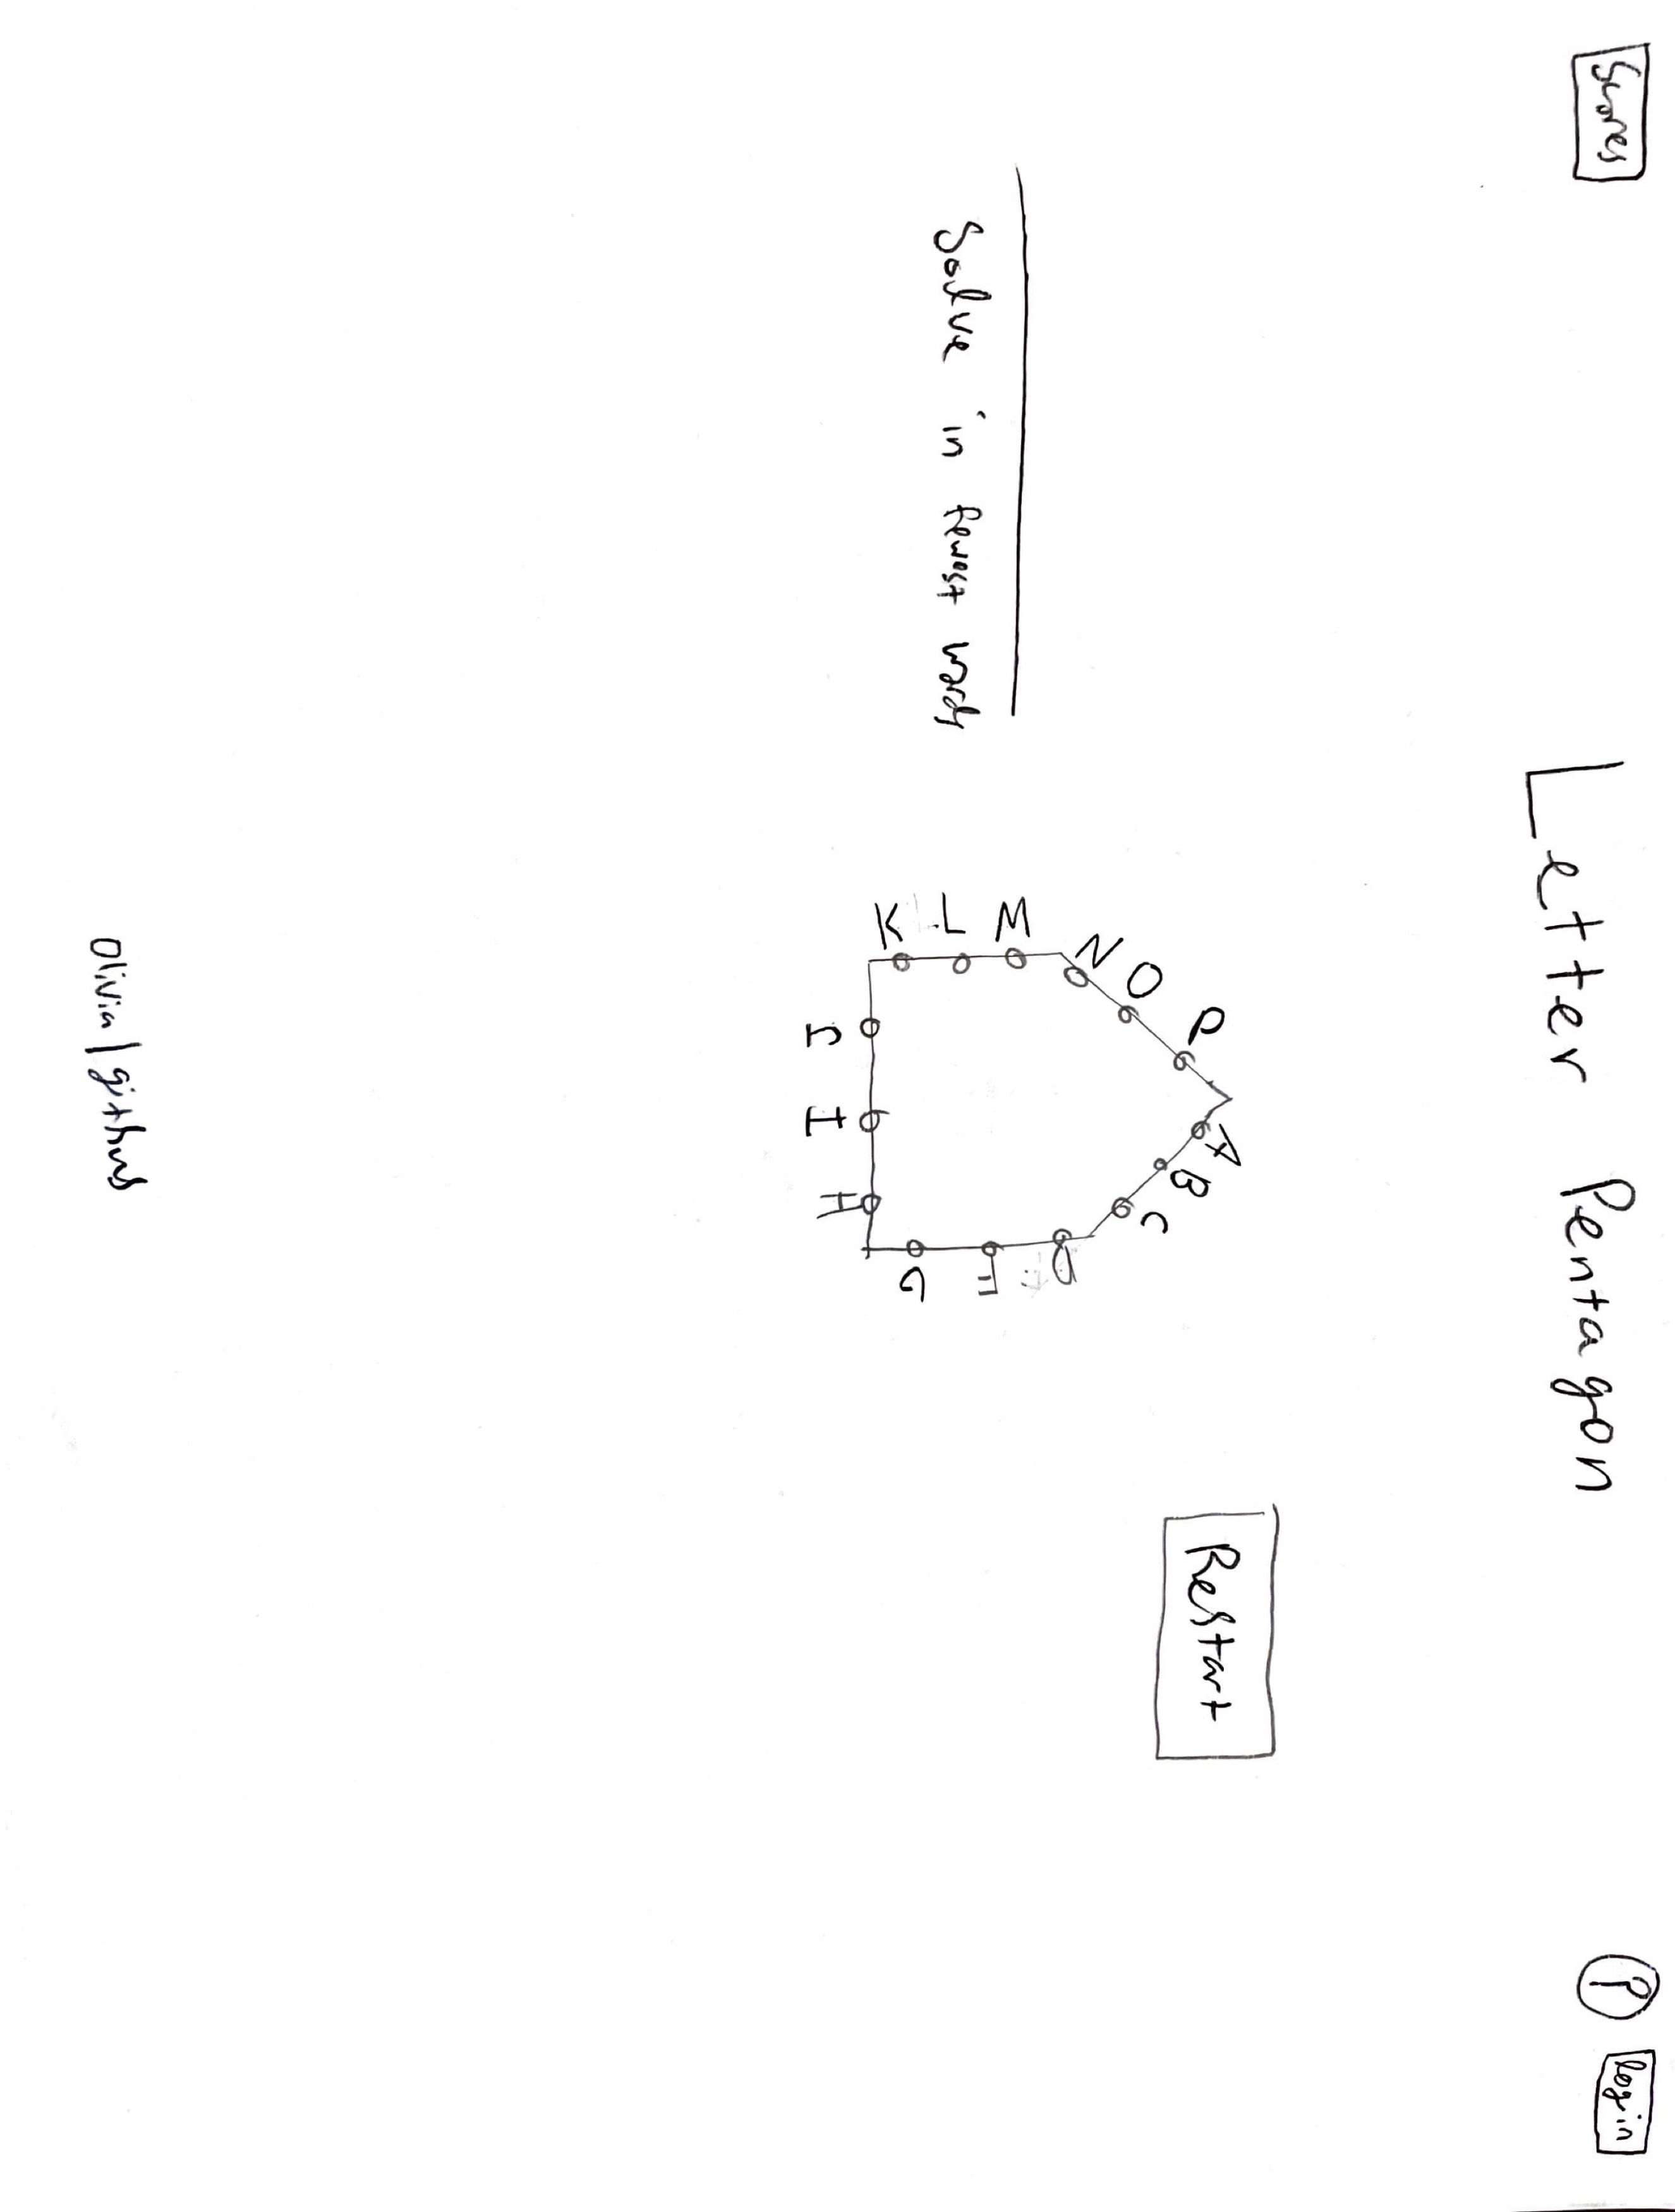 Scores
Letter Pentagon
P
login
Restart
Solve in fewest words
P
A
O
B
N
C
M
D
L
F
K
G
J
I
H
Olivia | github